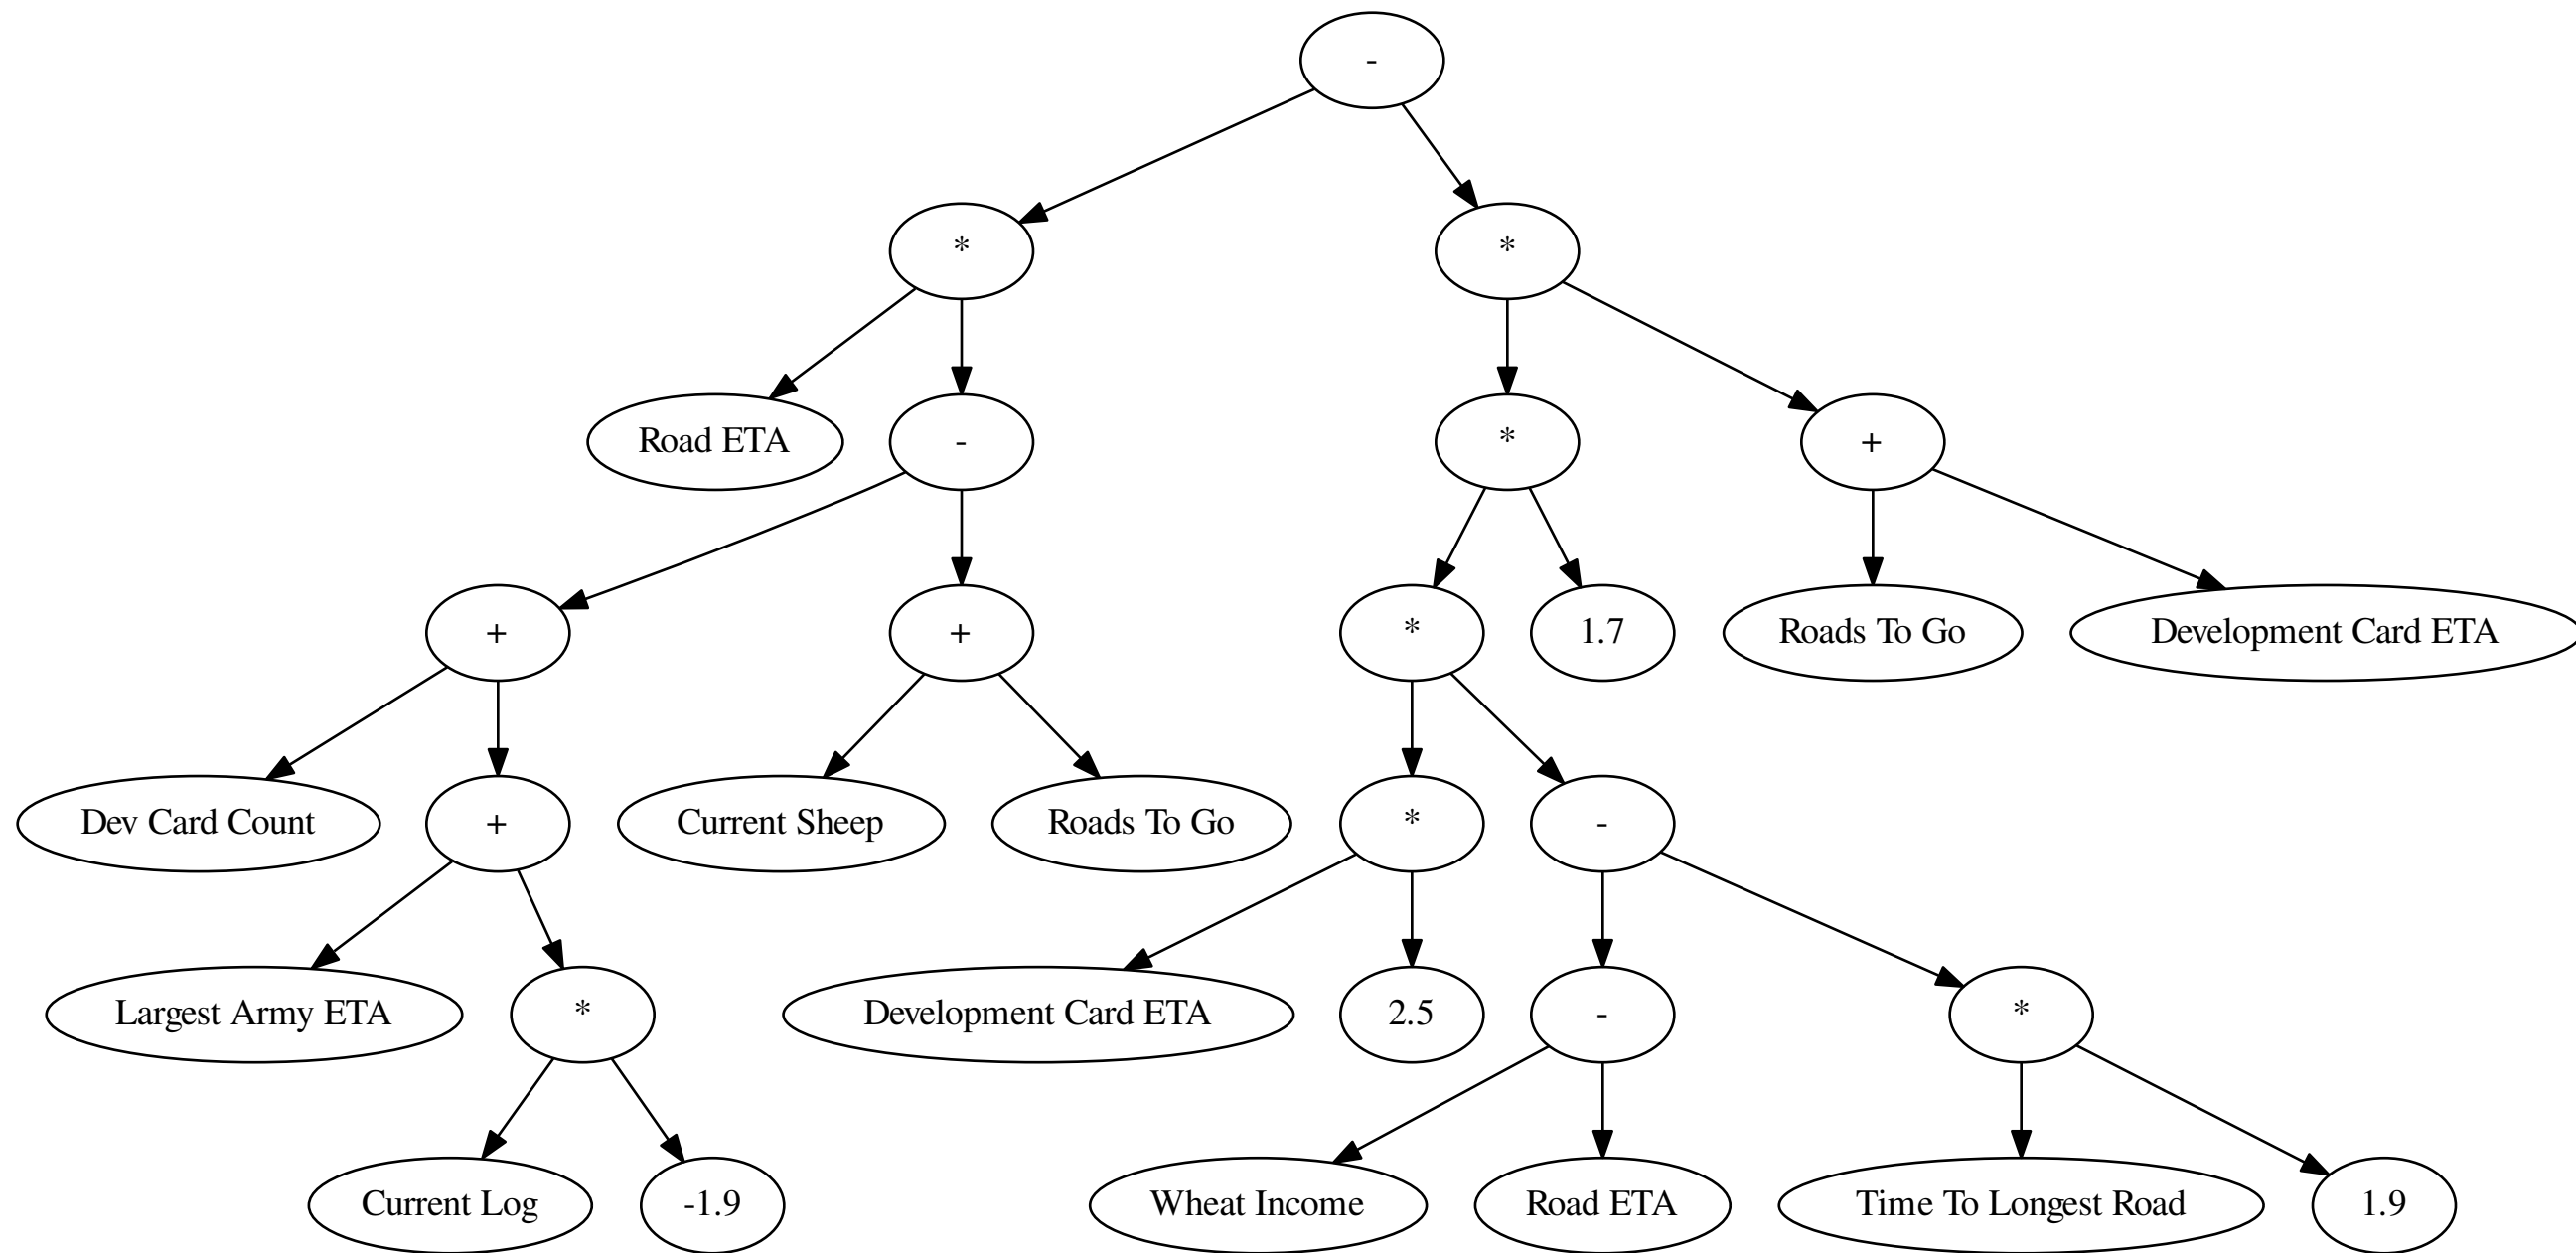 -
*
*
Road ETA
-
*
+
+
+
*
1.7
Roads To Go
Development Card ETA
Dev Card Count
+
Current Sheep
Roads To Go
*
-
Largest Army ETA
*
Development Card ETA
2.5
-
*
Current Log
-1.9
Wheat Income
Road ETA
Time To Longest Road
1.9